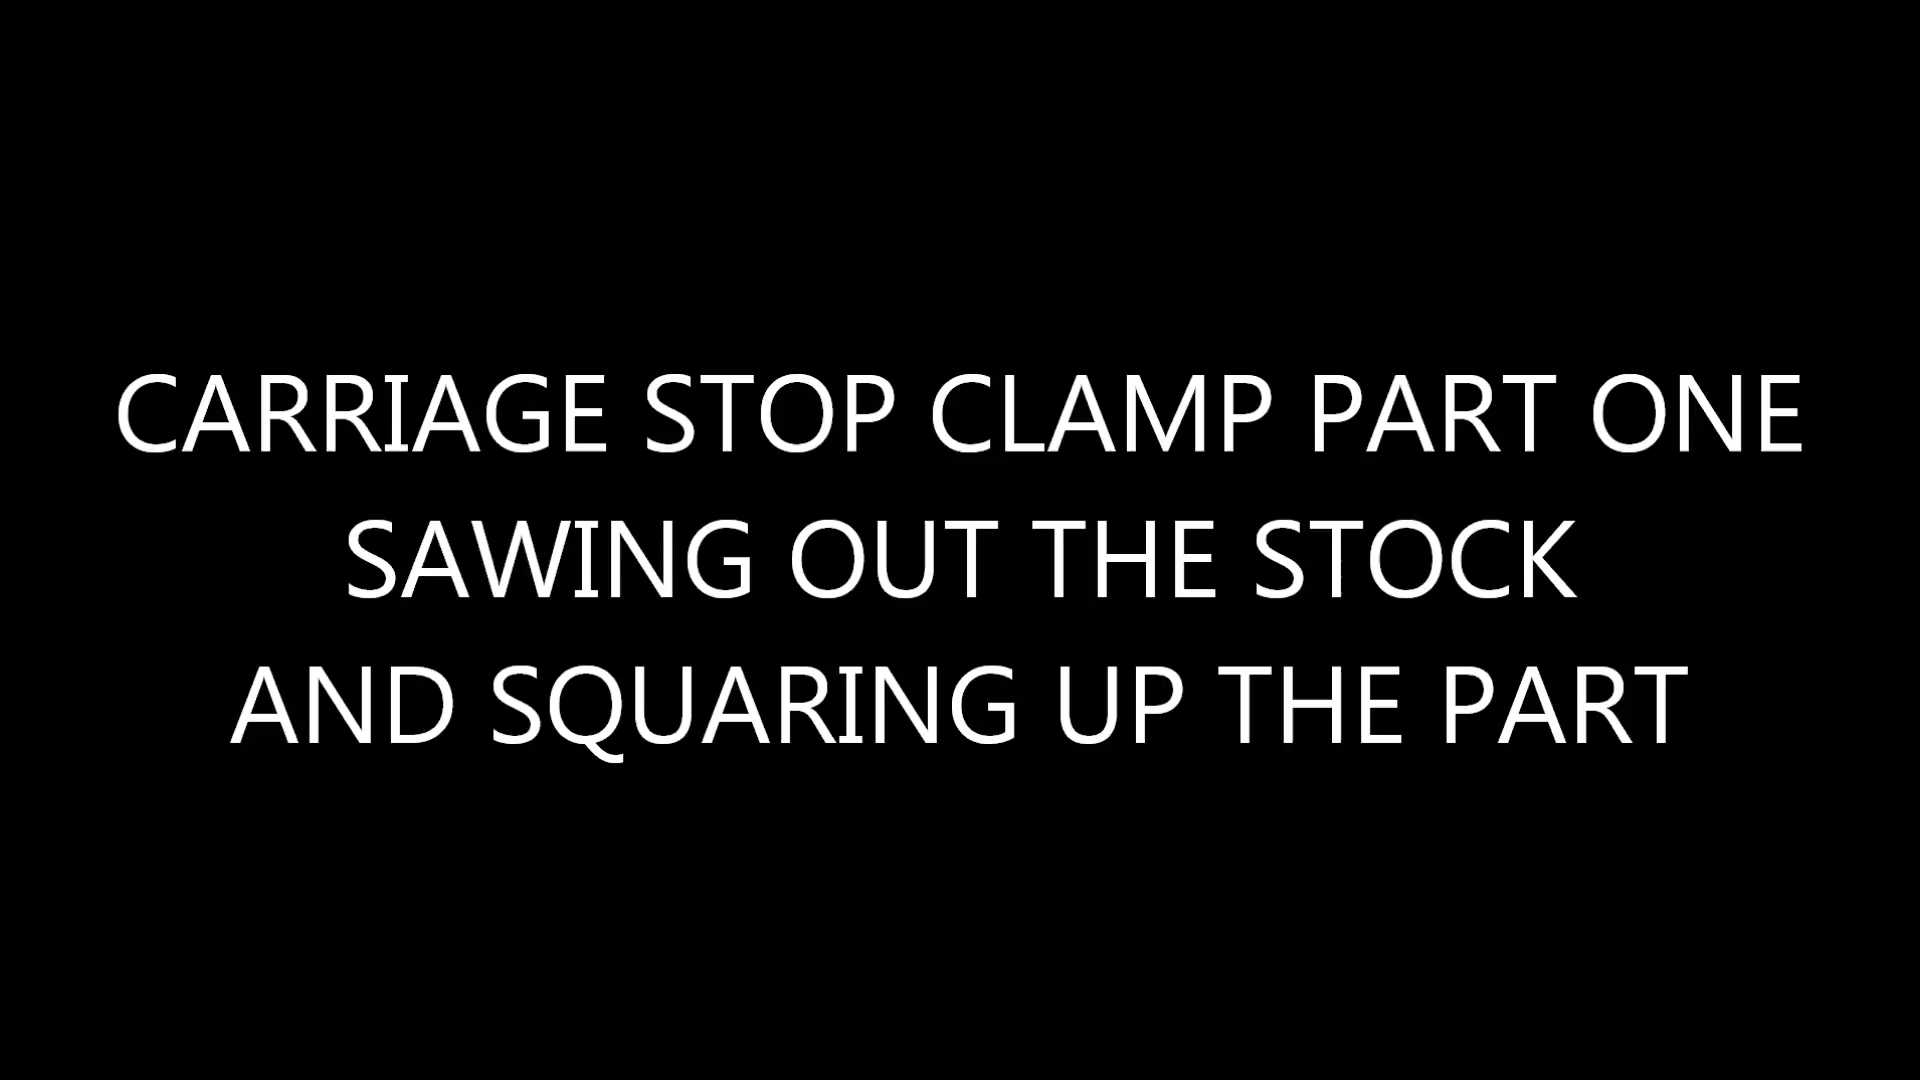 CARRIAGE STOP CLAMP PART ONE
SAWING OUT THE STOCK
AND SQUARING UP THE PART